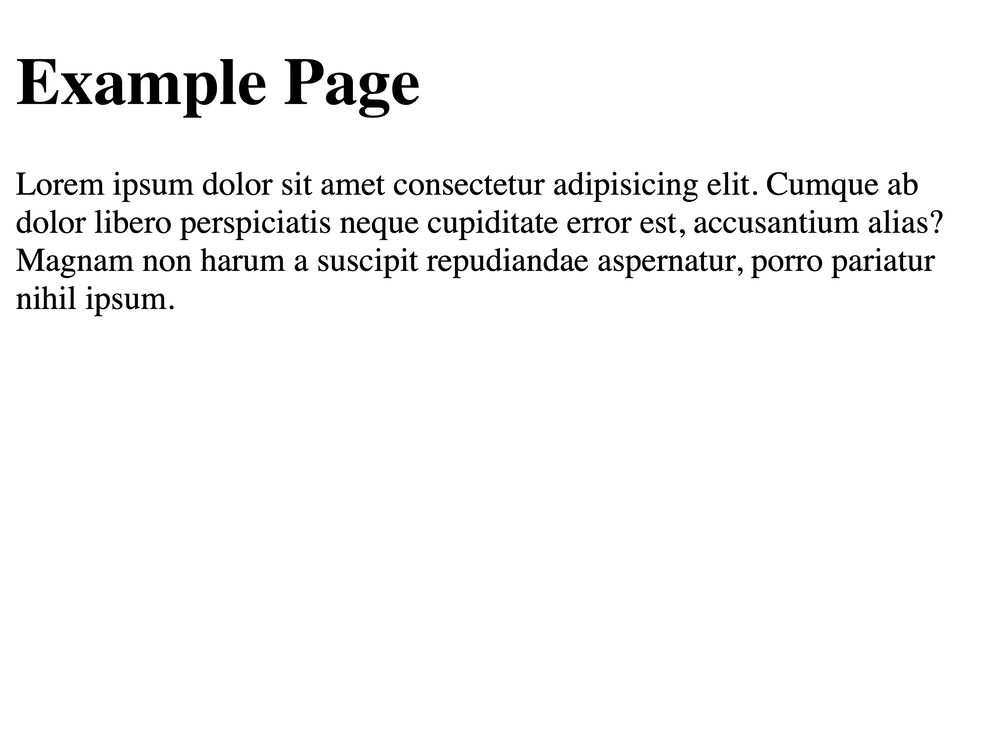 Example Page
Lorem ipsum dolor sit amet consectetur adipisicing elit. Cumque ab
dolor libero perspiciatis neque cupiditate error est, accusantium alias?
Magnam non harum a suscipit repudiandae aspernatur, porro pariatur
nihil ipsum.